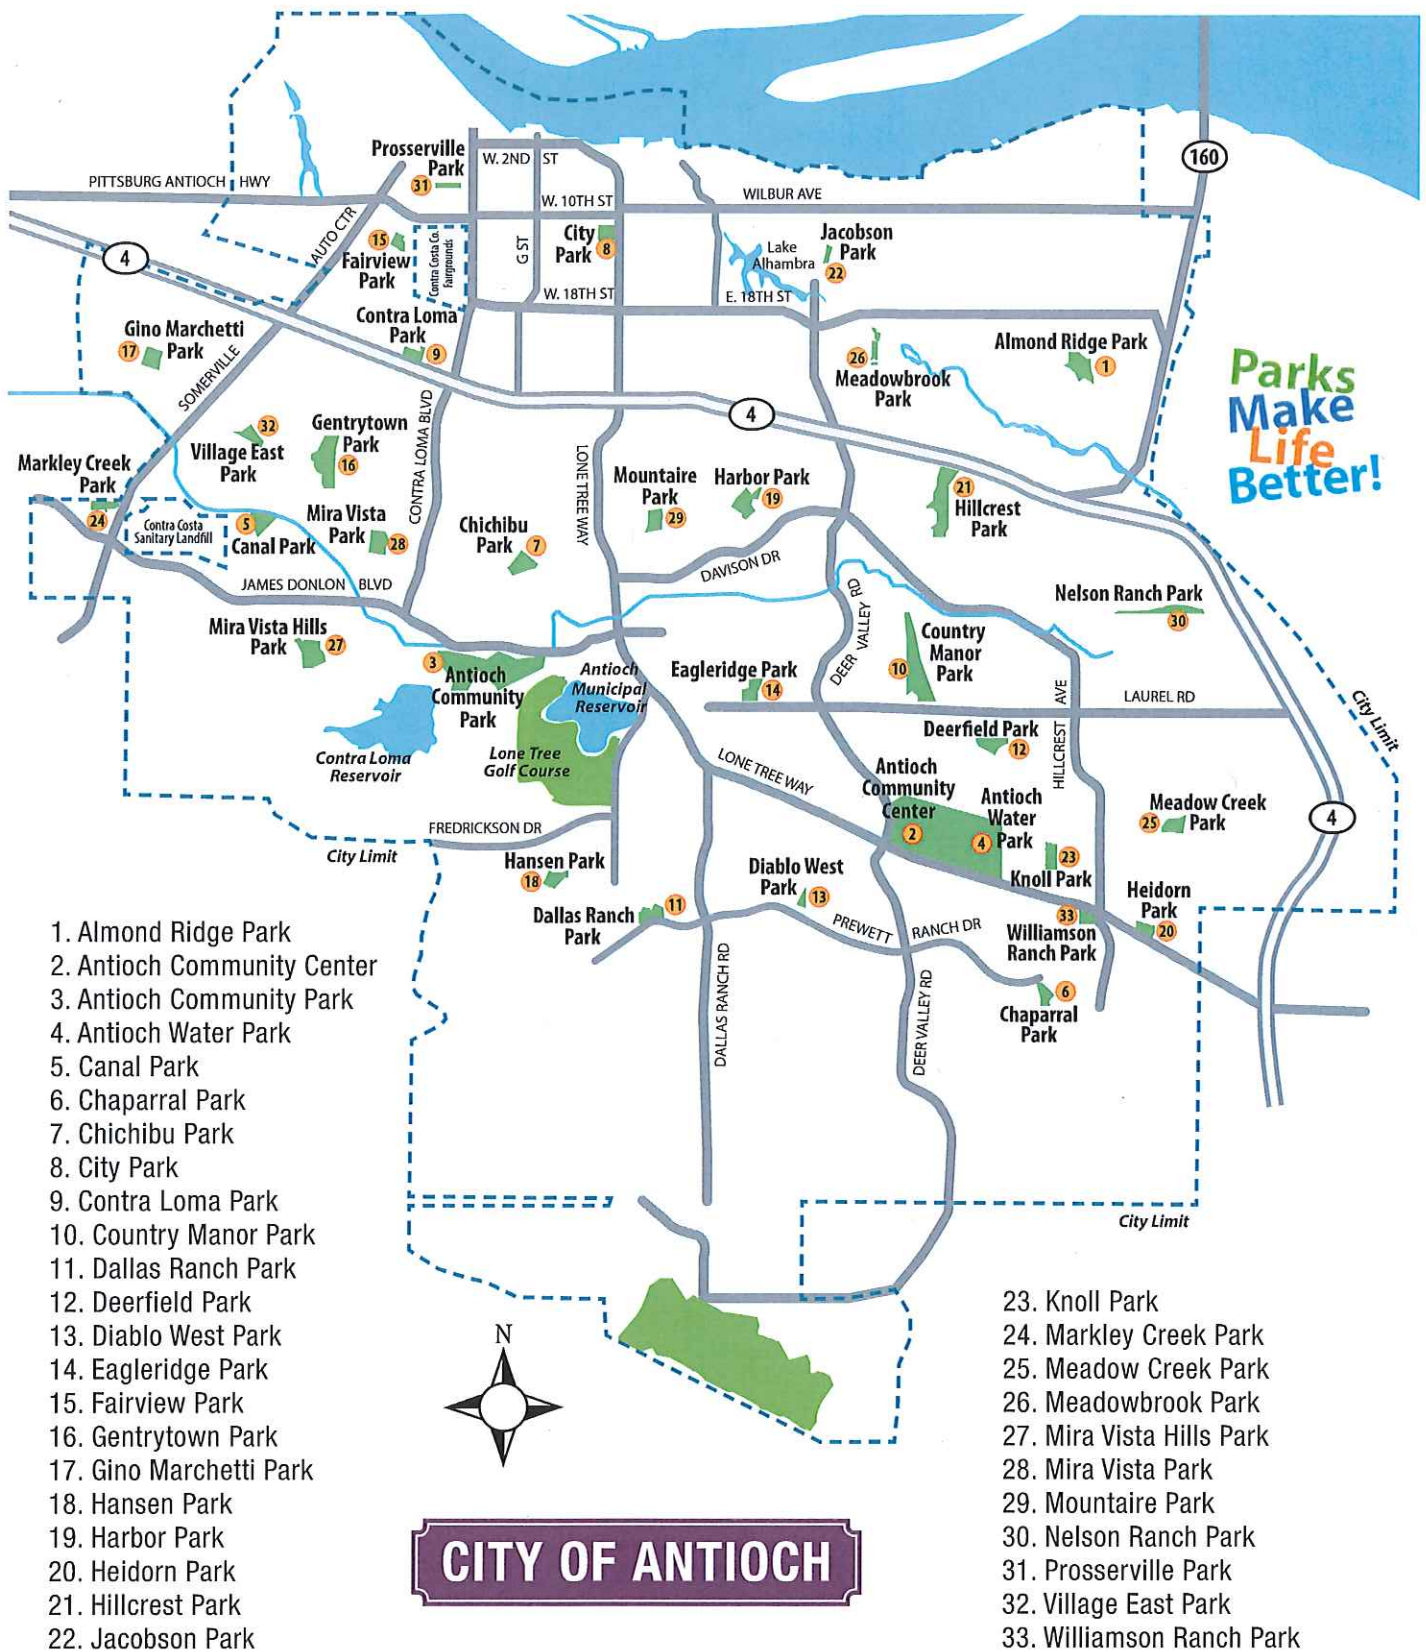 Prosserville
Park
31
W. 2ND ST
160
PITTSBURG ANTIOCH HWY
W. 10TH ST
WILBUR AVE
AUTO CTR
15
Fairview
Park
Contra Costa Co.
Fairgrounds
G ST
City
Park
8
Lake
Alhambra
Jacobson
Park
22
4
W. 18TH ST
E. 18TH ST
Contra Loma
Park
9
Gino Marchetti
Park
17
SOMERVILLE
26
Meadowbrook
Park
Almond Ridge Park
1
Parks
Make
Life
Better!
4
32
Village East
Park
Gentrytown
Park
16
CONTRA LOMA BLVD
LONE TREE WAY
Markley Creek
Park
24
Contra Costa
Sanitary Landfill
5
Canal Park
Mira Vista
Park
28
Chichibu
Park
7
Mountaire
Park
29
Harbor Park
19
21
Hillcrest
Park
JAMES DONLON BLVD
DAVISON DR
DEER VALLEY RD
Nelson Ranch Park
30
Mira Vista Hills
Park
27
3
Antioch
Community
Park
Antioch
Municipal
Reservoir
Eagleridge Park
14
10
Country
Manor
Park
LAUREL RD
HILLCREST AVE
City Limit
Contra Loma
Reservoir
Lone Tree
Golf Course
LONE TREE WAY
Deerfield Park
12
Antioch
Community
Center
2
Antioch
Water
Park
4
Meadow Creek
Park
25
4
FREDRICKSON DR
City Limit
Hansen Park
18
Diablo West
Park
13
23
Knoll Park
Heidorn
Park
20
Dallas Ranch
Park
11
PREWETT RANCH DR
33
Williamson
Ranch Park
6
Chaparral
Park
DALLAS RANCH RD
DEER VALLEY RD
City Limit
1. Almond Ridge Park
2. Antioch Community Center
3. Antioch Community Park
4. Antioch Water Park
5. Canal Park
6. Chaparral Park
7. Chichibu Park
8. City Park
9. Contra Loma Park
10. Country Manor Park
11. Dallas Ranch Park
12. Deerfield Park
13. Diablo West Park
14. Eagleridge Park
15. Fairview Park
16. Gentrytown Park
17. Gino Marchetti Park
18. Hansen Park
19. Harbor Park
20. Heidorn Park
21. Hillcrest Park
22. Jacobson Park
N
CITY OF ANTIOCH
23. Knoll Park
24. Markley Creek Park
25. Meadow Creek Park
26. Meadowbrook Park
27. Mira Vista Hills Park
28. Mira Vista Park
29. Mountaire Park
30. Nelson Ranch Park
31. Prosserville Park
32. Village East Park
33. Williamson Ranch Park